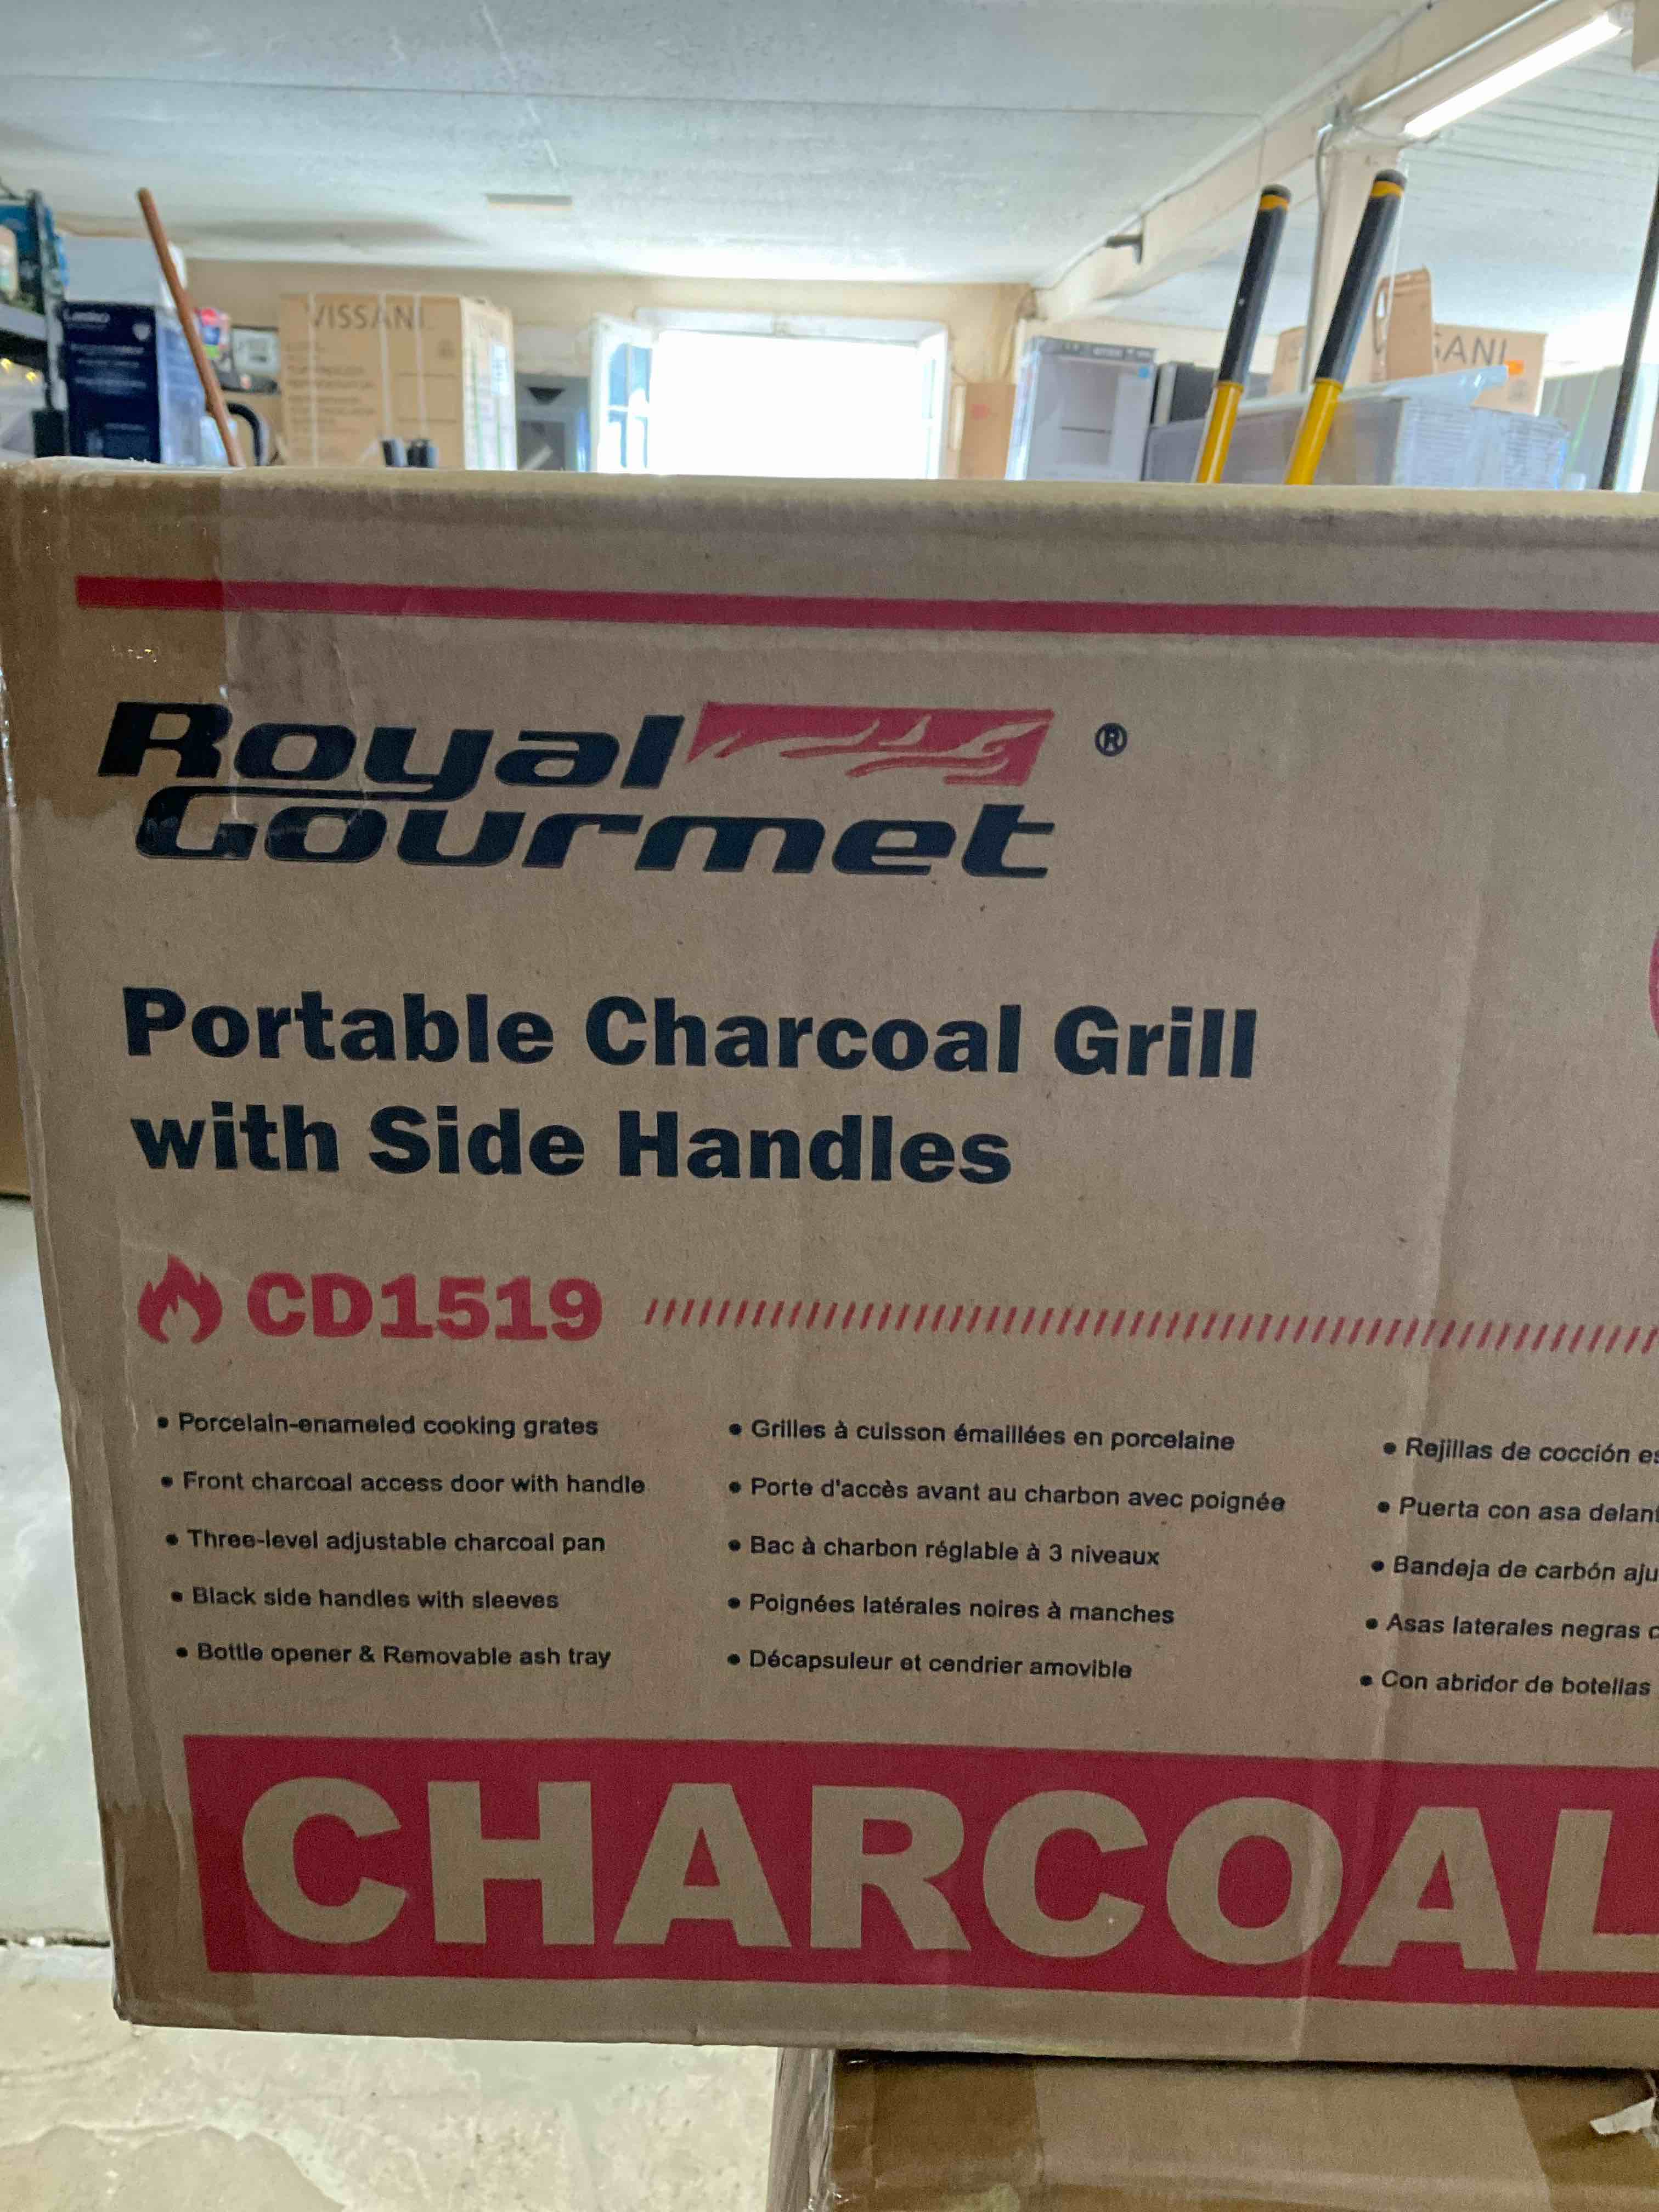 Lasko
VISSANI
SANI
Royal
Gourmet
®
Portable Charcoal Grill
with Side Handles
CD1519
• Porcelain-enameled cooking grates
• Front charcoal access door with handle
• Three-level adjustable charcoal pan
• Black side handles with sleeves
• Bottle opener & Removable ash tray
• Grilles à cuisson émaillées en porcelaine
• Porte d'accès avant au charbon avec poignée
• Bac à charbon réglable à 3 niveaux
• Poignées latérales noires à manches
• Décapsuleur et cendrier amovible
• Rejillas de cocción es
• Puerta con asa delant
• Bandeja de carbón aju
• Asas laterales negras c
• Con abridor de botellas
CHARCOAL